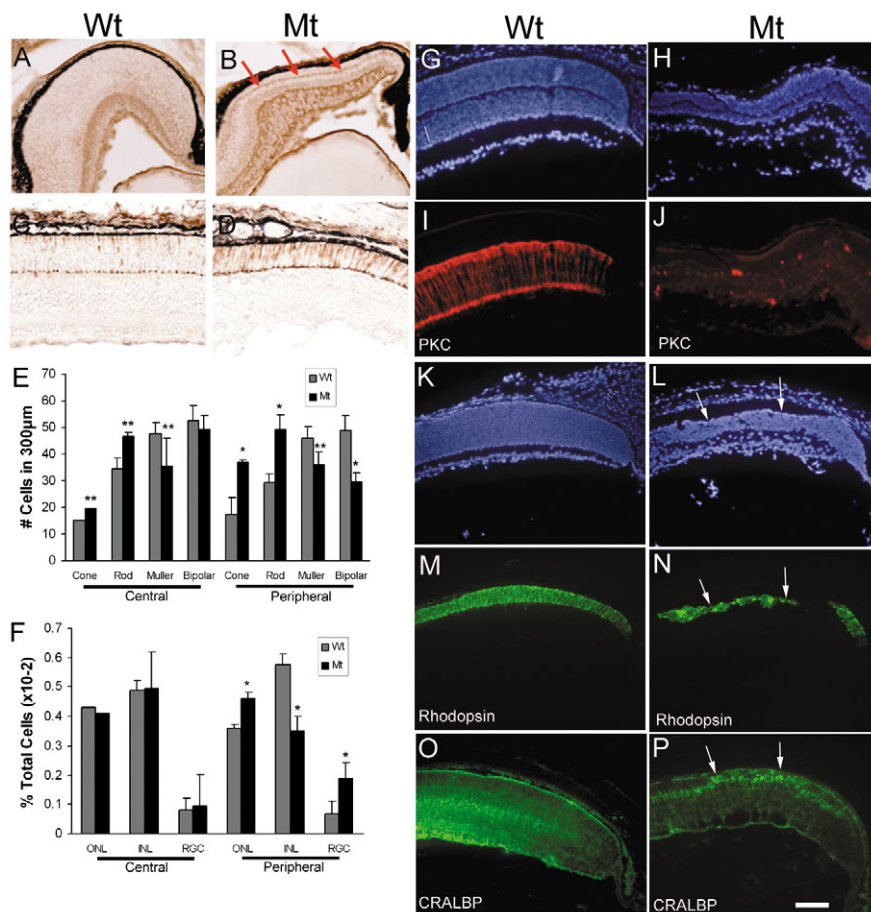 Wt Mt Wt Mt
A B G H
C D I J
PKC PKC
E
# Cells in 300µm
70
60
50
40
30
20
10
0
Wt
Mt
** ** ** * * ** *
Cone Rod Muller Bipolar Cone Rod Muller Bipolar
Central Peripheral
K L
M N
Rhodopsin Rhodopsin
F
% Total Cells (x10-2)
0.7
0.6
0.5
0.4
0.3
0.2
0.1
0
Wt
Mt
* * *
ONL INL RGC ONL INL RGC
Central Peripheral
O P
CRALBP CRALBP